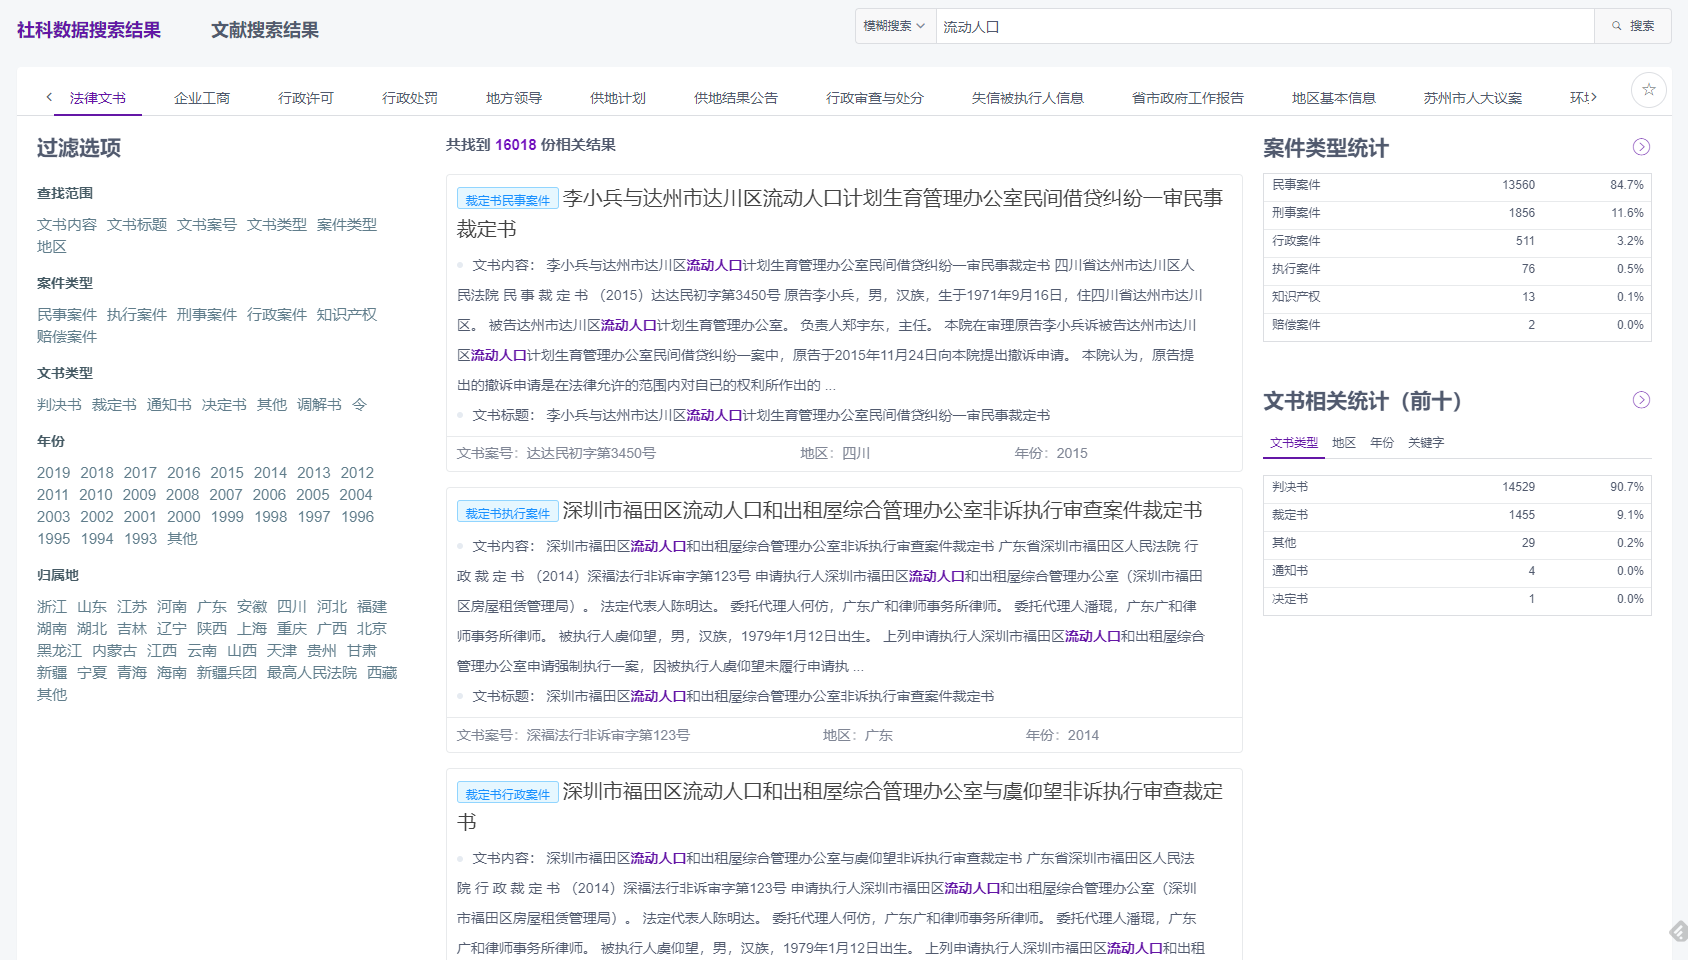 社科数据搜索结果 文献搜索结果 模糊搜索 流动人口 搜索
法律文书 企业工商 行政许可 行政处罚 地方领导 供地计划 供地结果公告 行政审查与处分 失信被执行人信息 省市政府工作报告 地区基本信息 苏州市人大议案
过滤选项
查找范围
文书内容 文书标题 文书案号 文书类型 案件类型
地区
案件类型
民事案件 执行案件 刑事案件 行政案件 知识产权
赔偿案件
文书类型
判决书 裁定书 通知书 决定书 其他 调解书 令
年份
2019 2018 2017 2016 2015 2014 2013 2012
2011 2010 2009 2008 2007 2006 2005 2004
2003 2002 2001 2000 1999 1998 1997 1996
1995 1994 1993 其他
归属地
浙江 山东 江苏 河南 广东 安徽 四川 河北 福建
湖南 湖北 吉林 辽宁 陕西 上海 重庆 广西 北京
黑龙江 内蒙古 江西 云南 山西 天津 贵州 甘肃
新疆 宁夏 青海 海南 新疆兵团 最高人民法院 西藏
其他
共找到 16018 份相关结果
裁定书民事案件 李小兵与达州市达川区流动人口计划生育管理办公室民间借贷纠纷一审民事
裁定书
文书内容： 李小兵与达州市达川区流动人口计划生育管理办公室民间借贷纠纷一审民事裁定书 四川省达州市达川区人
民法院 民 事 裁 定 书 （2015）达达民初字第3450号 原告李小兵，男，汉族，生于1971年9月16日，住四川省达州市达川
区。 被告达州市达川区流动人口计划生育管理办公室。 负责人郑宇东，主任。 本院在审理原告李小兵诉被告达州市达川
区流动人口计划生育管理办公室民间借贷纠纷一案中，原告于2015年11月24日向本院提出撤诉申请。 本院认为，原告提
出的撤诉申请是在法律允许的范围内对自已的权利所作出的 ...
文书标题： 李小兵与达州市达川区流动人口计划生育管理办公室民间借贷纠纷一审民事裁定书
文书案号：达达民初字第3450号 地区：四川 年份：2015
裁定书执行案件 深圳市福田区流动人口和出租屋综合管理办公室非诉执行审查案件裁定书
文书内容： 深圳市福田区流动人口和出租屋综合管理办公室非诉执行审查案件裁定书 广东省深圳市福田区人民法院 行
政 裁 定 书 （2014）深福法行非诉审字第123号 申请执行人深圳市福田区流动人口和出租屋综合管理办公室（深圳市福田
区房屋租赁管理局）。 法定代表人陈明达。 委托代理人何仿，广东广和律师事务所律师。 委托代理人潘琨，广东广和律
师事务所律师。 被执行人虞仰望，男，汉族，1979年1月12日出生。 上列申请执行人深圳市福田区流动人口和出租屋综合
管理办公室申请强制执行一案，因被执行人虞仰望未履行申请执 ...
文书标题： 深圳市福田区流动人口和出租屋综合管理办公室非诉执行审查案件裁定书
文书案号：深福法行非诉审字第123号 地区：广东 年份：2014
裁定书行政案件 深圳市福田区流动人口和出租屋综合管理办公室与虞仰望非诉执行审查裁定
书
文书内容： 深圳市福田区流动人口和出租屋综合管理办公室与虞仰望非诉执行审查裁定书 广东省深圳市福田区人民法
院 行 政 裁 定 书 （2014）深福法行非诉审字第123号 申请执行人深圳市福田区流动人口和出租屋综合管理办公室（深圳
市福田区房屋租赁管理局）。 法定代表人陈明达。 委托代理人何仿，广东广和律师事务所律师。 委托代理人潘琨，广东
广和律师事务所律师。 被执行人虞仰望，男，汉族，1979年1月12日出生。 上列申请执行人深圳市福田区流动人口和出租
案件类型统计
民事案件 13560 84.7%
刑事案件 1856 11.6%
行政案件 511 3.2%
执行案件 76 0.5%
知识产权 13 0.1%
赔偿案件 2 0.0%
文书相关统计（前十）
文书类型 地区 年份 关键字
判决书 14529 90.7%
裁定书 1455 9.1%
其他 29 0.2%
通知书 4 0.0%
决定书 1 0.0%